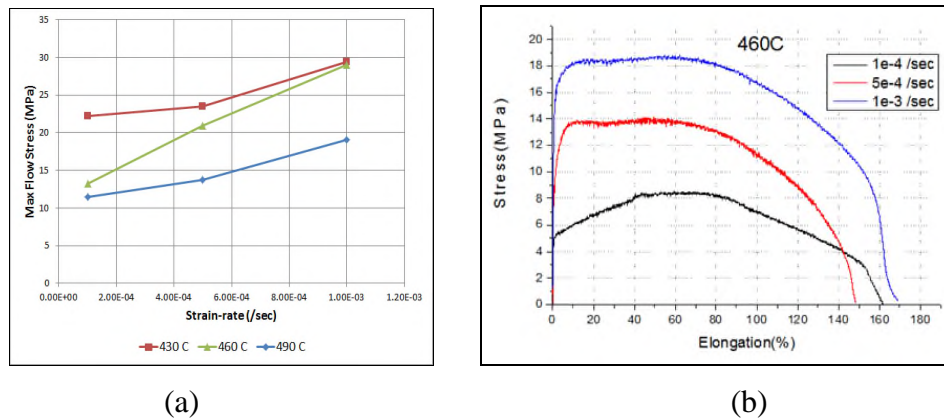 35
30
25
20
15
10
5
0
Max Flow Stress (MPa)
0.00E+00 2.00E-04 4.00E-04 6.00E-04 8.00E-04 1.00E-03 1.20E-03
Strain-rate (/sec)
430 C 460 C 490 C
(a)
20
18
16
14
12
10
8
6
4
2
0
Stress(MPa)
460C
1e-4 /sec
5e-4 /sec
1e-3 /sec
0 20 40 60 80 100 120 140 160 180
Elongation(%)
(b)